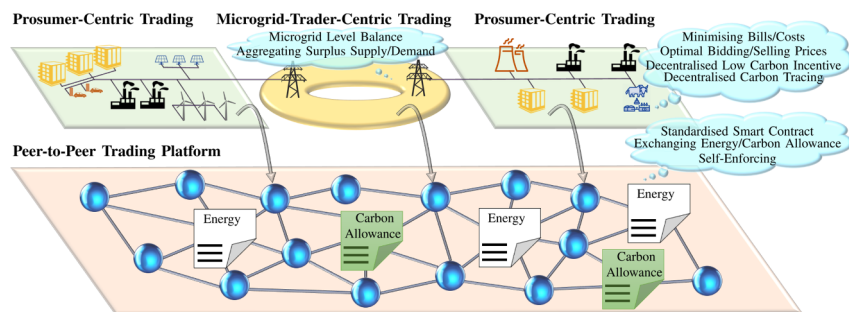 Prosumer-Centric Trading
Microgrid-Trader-Centric Trading
Prosumer-Centric Trading
Microgrid Level Balance
Aggregating Surplus Supply/Demand
Minimising Bills/Costs
Optimal Bidding/Selling Prices
Decentralised Low Carbon Incentive
Decentralised Carbon Tracing
Standardised Smart Contract
Exchanging Energy/Carbon Allowance
Self-Enforcing
Peer-to-Peer Trading Platform
Energy
Carbon
Allowance
Energy
Energy
Carbon
Allowance